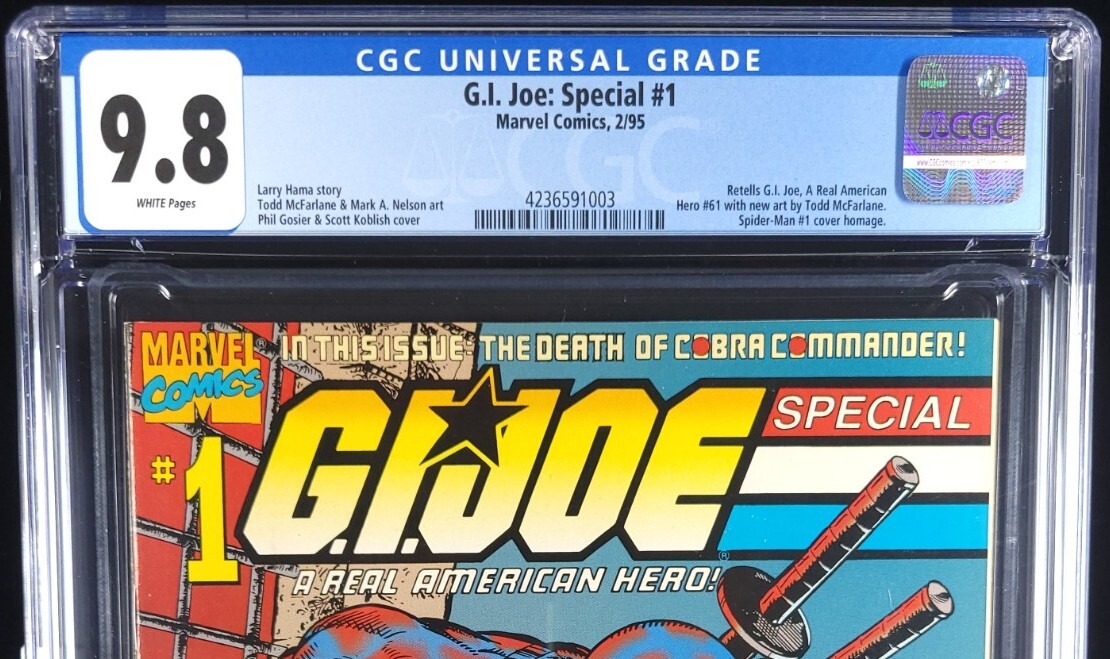 CGC UNIVERSAL GRADE
9.8
WHITE Pages
G.I. Joe: Special #1
Marvel Comics, 2/95
Larry Hama story
Todd McFarlane & Mark A. Nelson art
Phil Gosier & Scott Koblish cover
4236591003
Retells G.I. Joe, A Real American
Hero #61 with new art by Todd McFarlane.
Spider-Man #1 cover homage.
CGC
CGC
MARVEL®
COMICS
IN THIS ISSUE: THE DEATH OF COBRA COMMANDER!
#1
G.I. JOE®
SPECIAL
A REAL AMERICAN HERO!